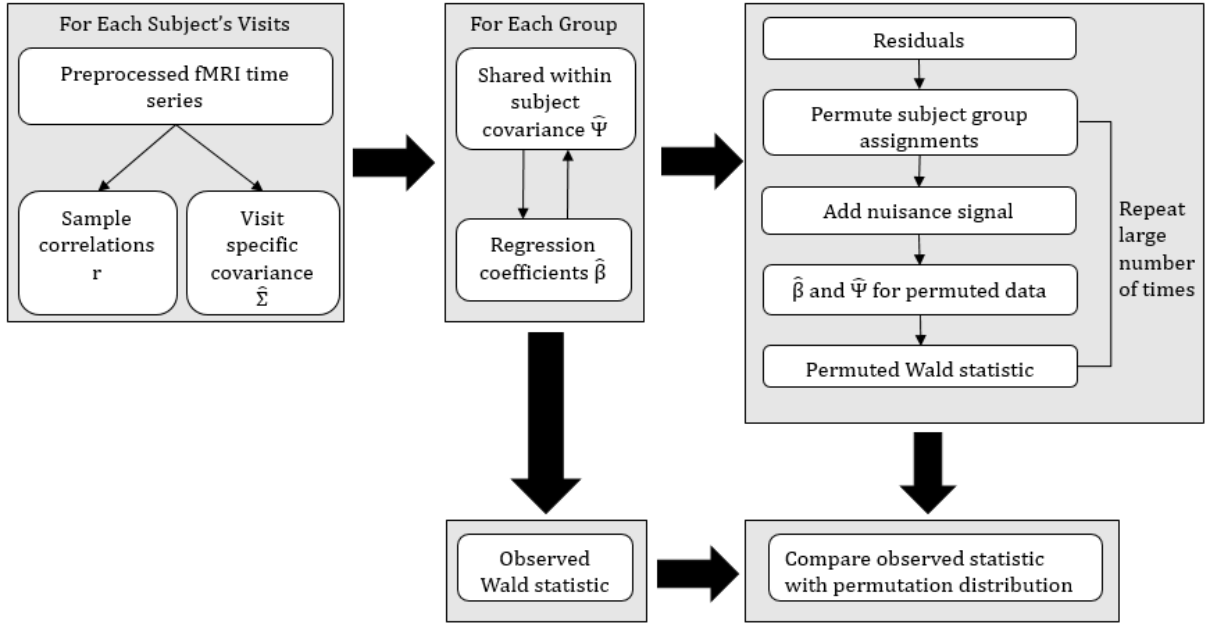 For Each Subject's Visits
Preprocessed fMRI time
series
Sample
correlations
r
Visit
specific
covariance
Σ̂
For Each Group
Shared within
subject
covariance Ψ̂
Regression
coefficients β̂
Residuals
Permute subject group
assignments
Add nuisance signal
β̂ and Ψ̂ for permuted data
Permuted Wald statistic
Repeat
large
number
of times
Observed
Wald statistic
Compare observed statistic
with permutation distribution